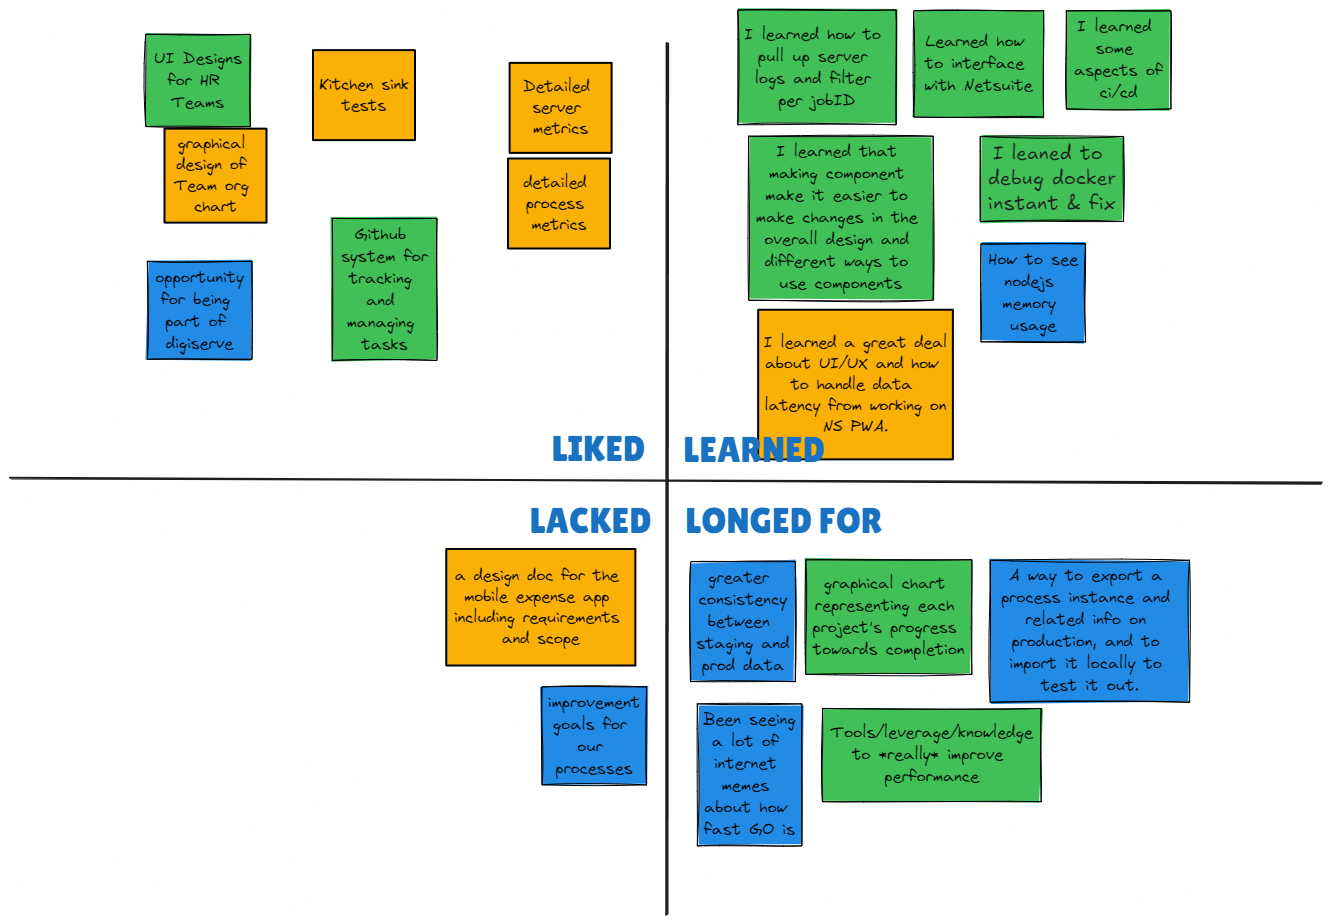 UI Designs
for HR
Teams
graphical
design of
Team org
chart
Kitchen sink
tests
Detailed
server
metrics
detailed
process
metrics
opportunity
for being
part of
digiserve
Github
system for
tracking
and
managing
tasks
LIKED
I learned how to
pull up server
logs and filter
per jobID
Learned how
to interface
with Netsuite
I learned
some
aspects of
ci/cd
I learned that
making component
make it easier to
make changes in the
overall design and
different ways to
use components
I leaned to
debug docker
instant & fix
How to see
nodejs
memory
usage
I learned a great deal
about UI/UX and how
to handle data
latency from working on
NS PWA.
LEARNED
LACKED
a design doc for the
mobile expense app
including requirements
and scope
improvement
goals for
our
processes
LONGED FOR
greater
consistency
between
staging and
prod data
graphical chart
representing each
project's progress
towards completion
A way to export a
process instance and
related info on
production, and to
import it locally to
test it out.
Been seeing
a lot of
internet
memes
about how
fast GO is
Tools/leverage/knowledge
to *really* improve
performance